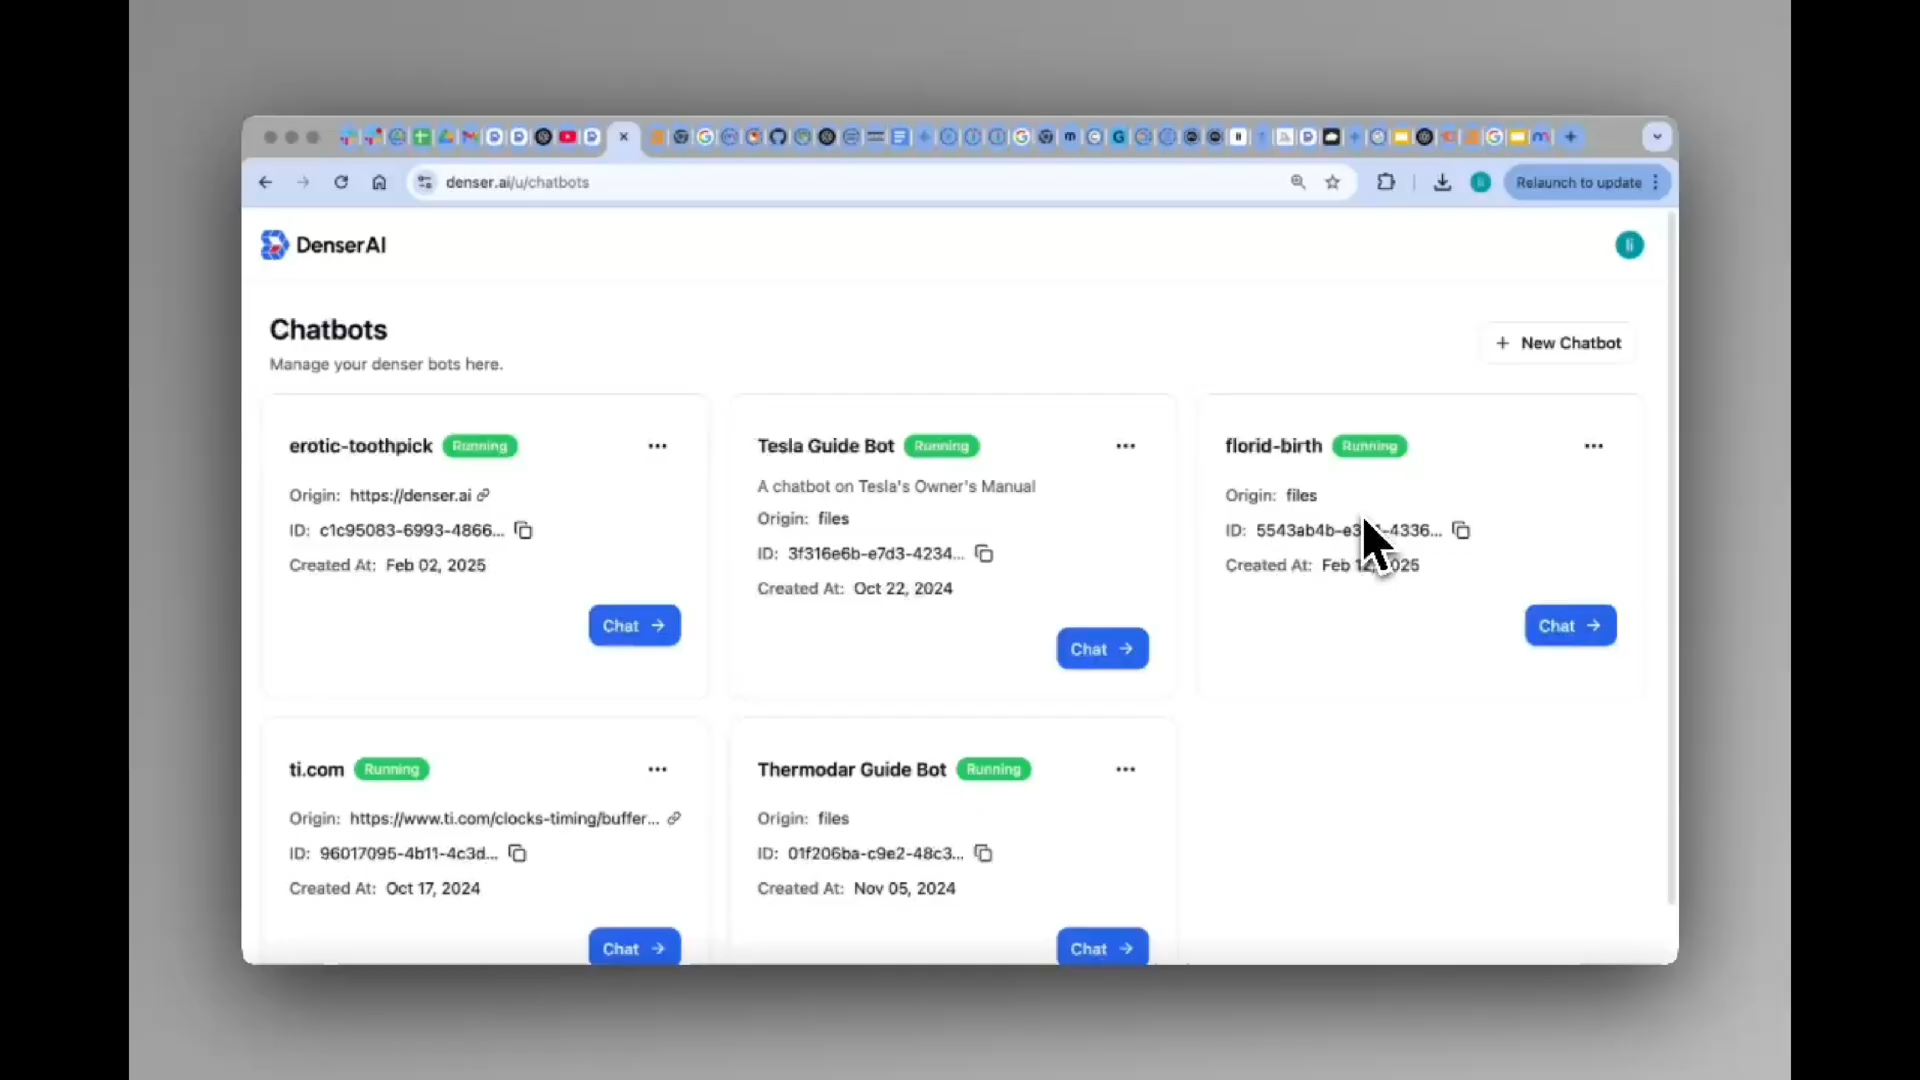 denser.ai/u/chatbots
Relaunch to update
DenserAI
li
Chatbots
Manage your denser bots here.
+ New Chatbot
erotic-toothpick Running
Origin: https://denser.ai
ID: c1c95083-6993-4866...
Created At: Feb 02, 2025
Chat →
Tesla Guide Bot Running
A chatbot on Tesla's Owner's Manual
Origin: files
ID: 3f316e6b-e7d3-4234...
Created At: Oct 22, 2024
Chat →
florid-birth Running
Origin: files
ID: 5543ab4b-e3 -4336...
Created At: Feb 12, 2025
Chat →
ti.com Running
Origin: https://www.ti.com/clocks-timing/buffer...
ID: 96017095-4b11-4c3d...
Created At: Oct 17, 2024
Chat →
Thermodar Guide Bot Running
Origin: files
ID: 01f206ba-c9e2-48c3...
Created At: Nov 05, 2024
Chat →